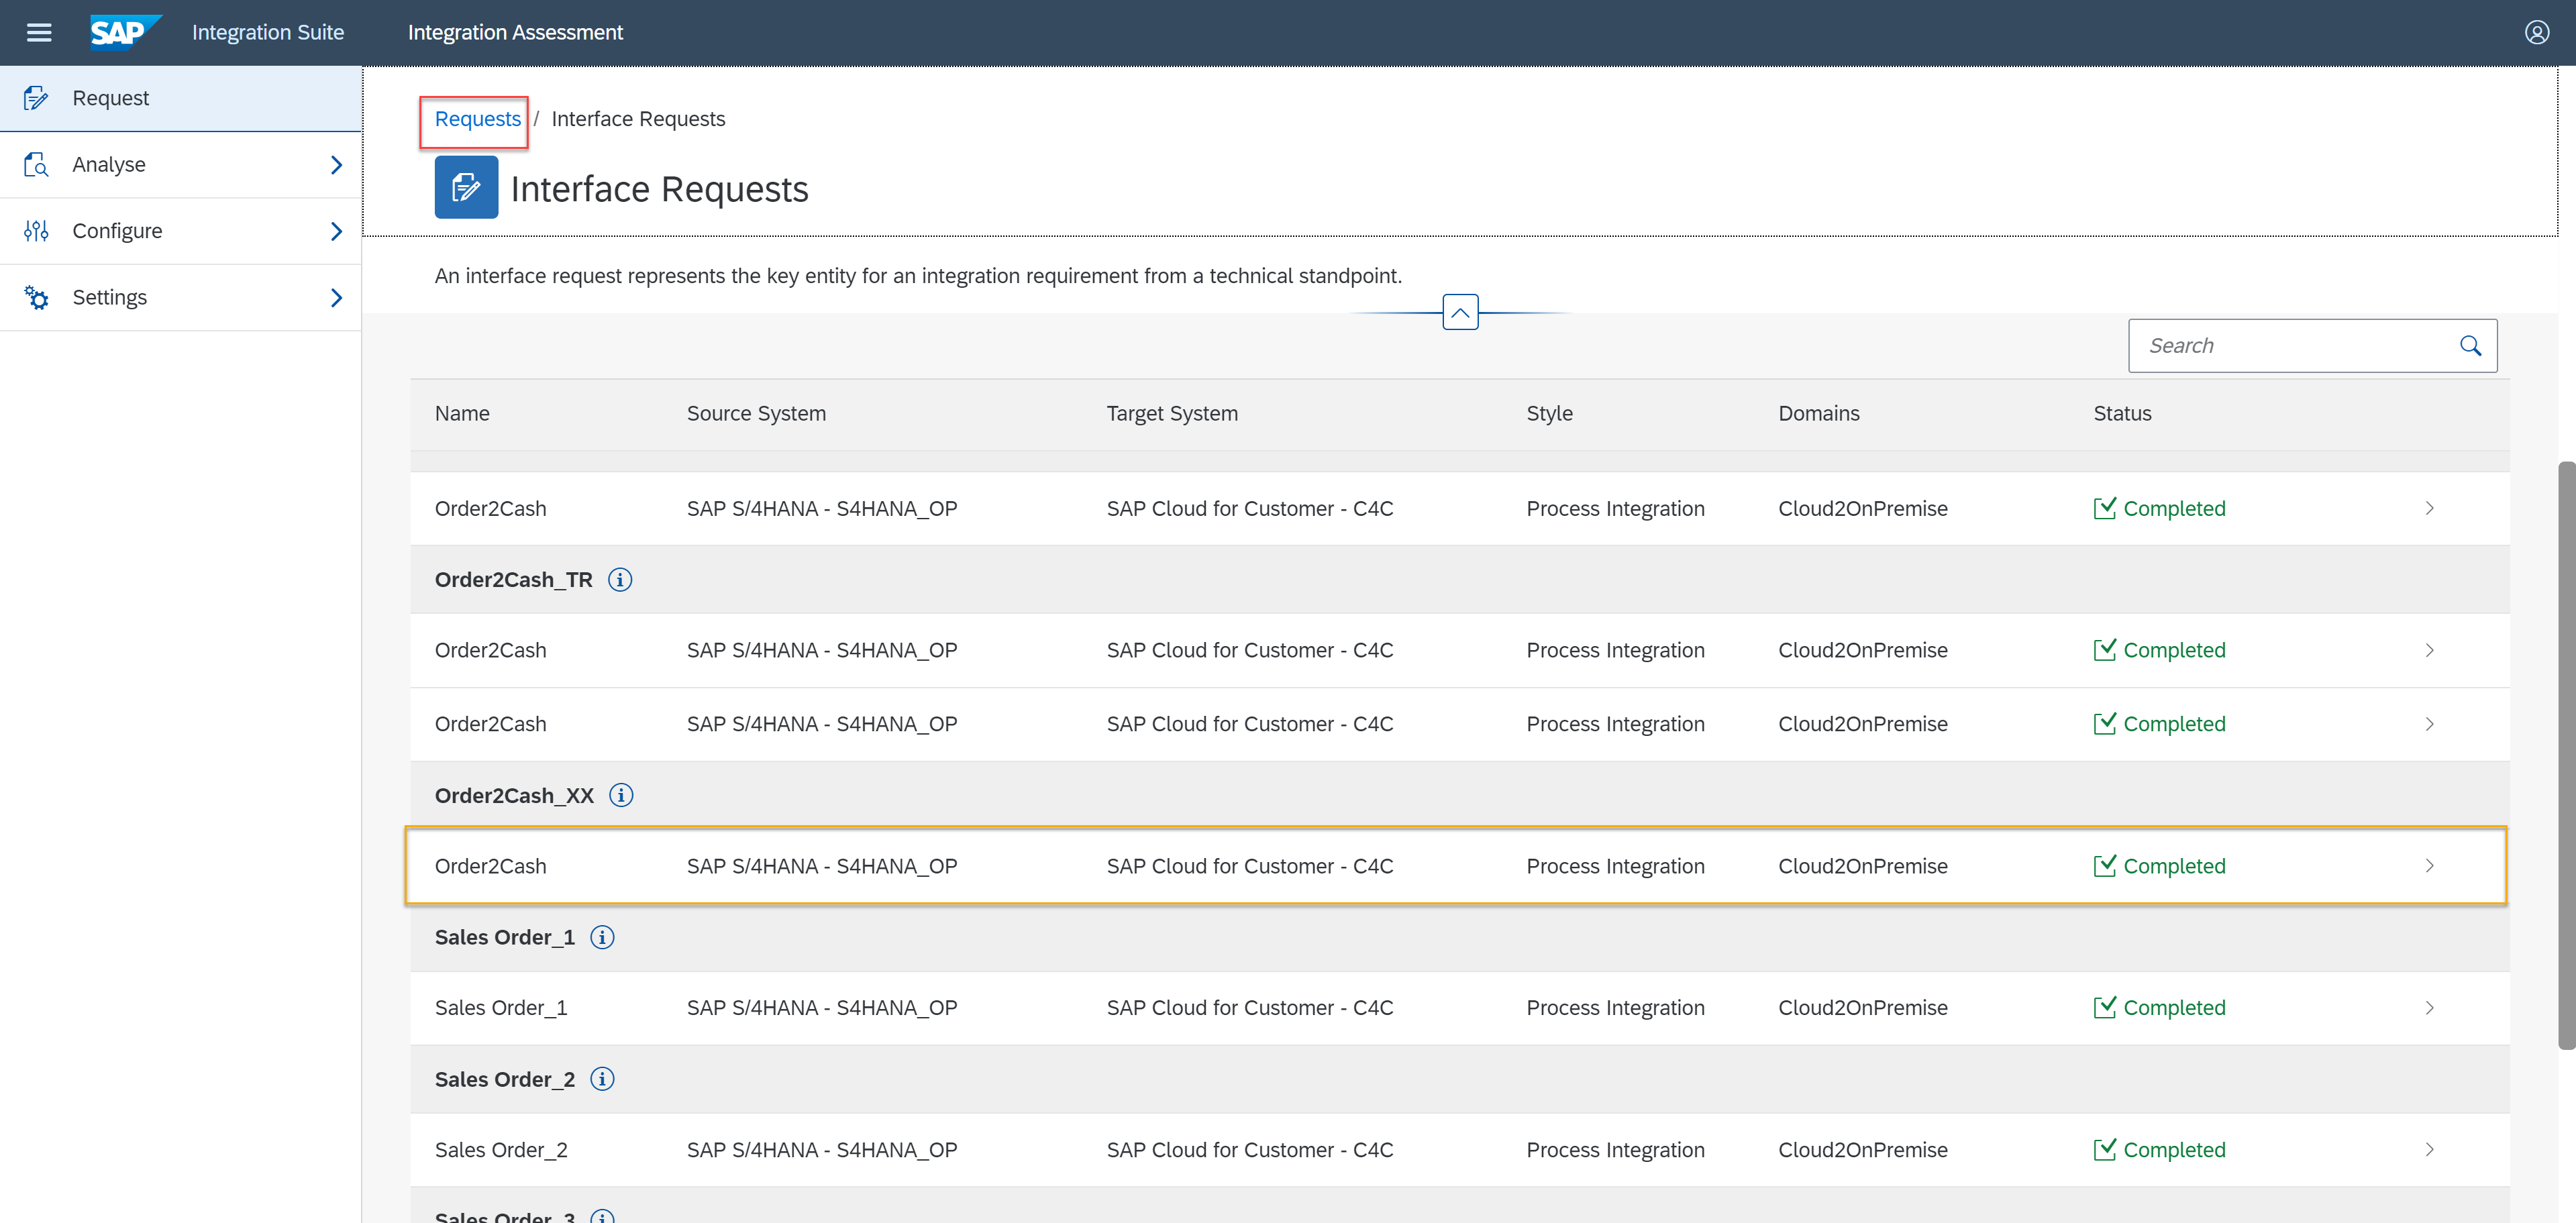 SAP Integration Suite Integration Assessment
Request
Analyse
Configure
Settings
Requests / Interface Requests
Interface Requests
An interface request represents the key entity for an integration requirement from a technical standpoint.
Search
Name Source System Target System Style Domains Status
Order2Cash SAP S/4HANA - S4HANA_OP SAP Cloud for Customer - C4C Process Integration Cloud2OnPremise Completed
Order2Cash_TR
Order2Cash SAP S/4HANA - S4HANA_OP SAP Cloud for Customer - C4C Process Integration Cloud2OnPremise Completed
Order2Cash SAP S/4HANA - S4HANA_OP SAP Cloud for Customer - C4C Process Integration Cloud2OnPremise Completed
Order2Cash_XX
Order2Cash SAP S/4HANA - S4HANA_OP SAP Cloud for Customer - C4C Process Integration Cloud2OnPremise Completed
Sales Order_1
Sales Order_1 SAP S/4HANA - S4HANA_OP SAP Cloud for Customer - C4C Process Integration Cloud2OnPremise Completed
Sales Order_2
Sales Order_2 SAP S/4HANA - S4HANA_OP SAP Cloud for Customer - C4C Process Integration Cloud2OnPremise Completed
Sales Order_3